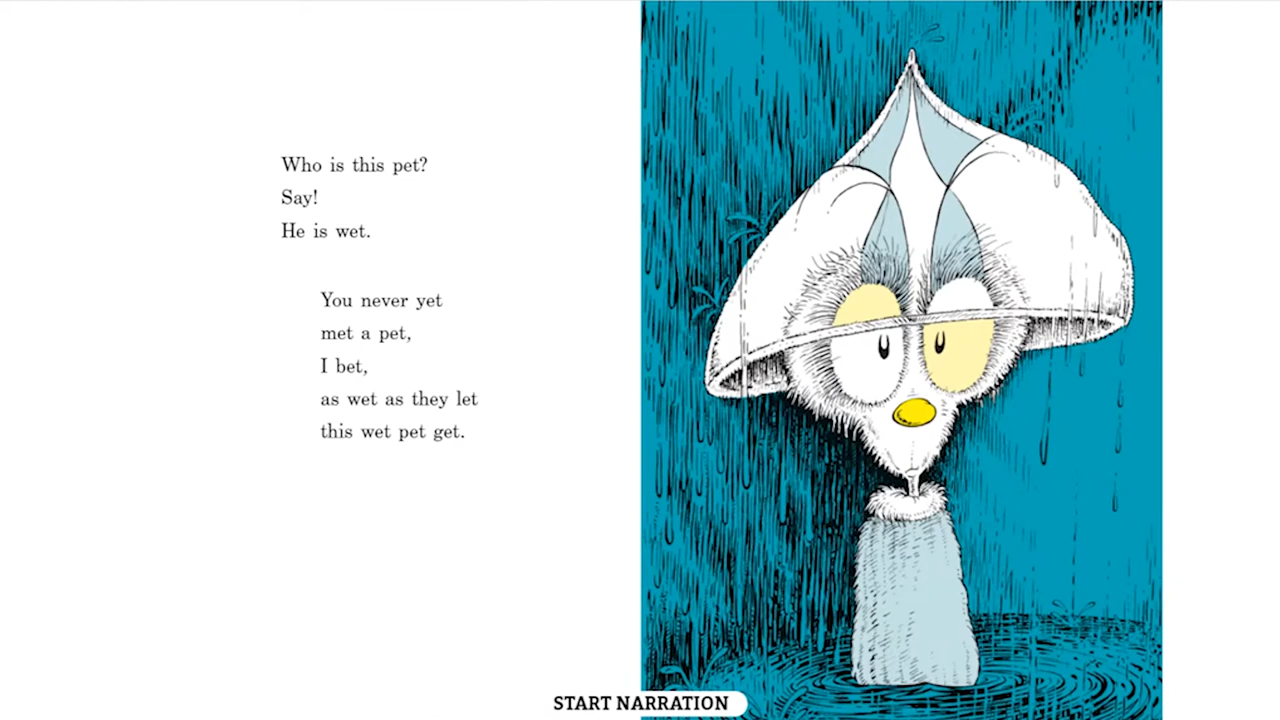 Who is this pet?
Say!
He is wet.
You never yet
met a pet,
I bet,
as wet as they let
this wet pet get.
START NARRATION